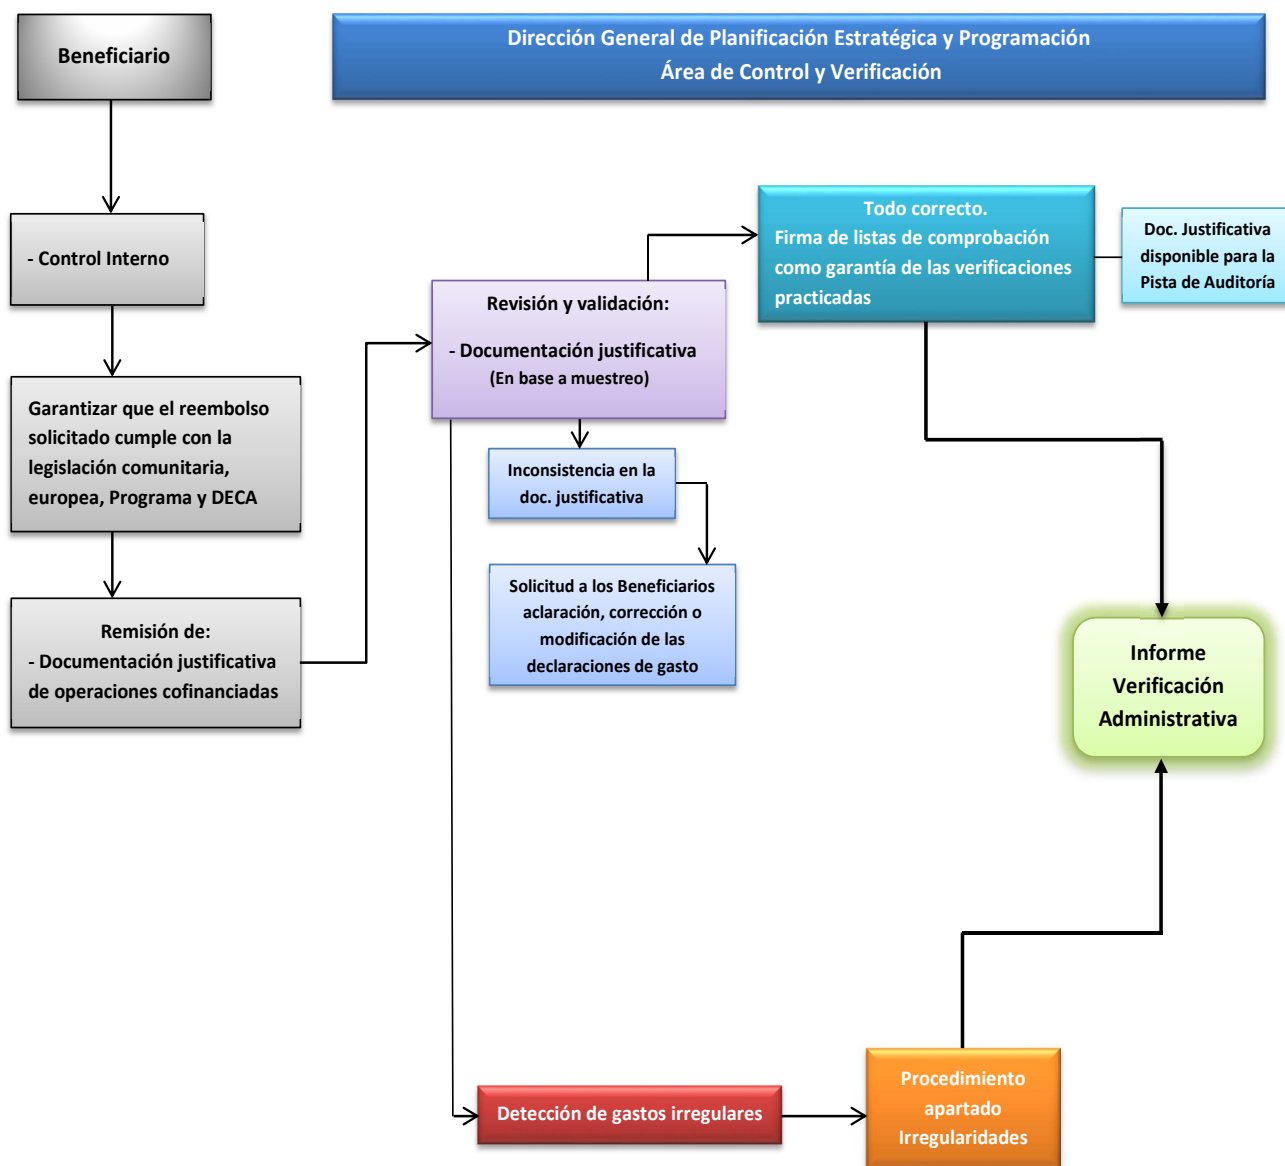 Beneficiario
Dirección General de Planificación Estratégica y Programación
Área de Control y Verificación
- Control Interno
Garantizar que el reembolso
solicitado cumple con la
legislación comunitaria,
europea, Programa y DECA
Remisión de:
- Documentación justificativa
de operaciones cofinanciadas
Revisión y validación:
- Documentación justificativa
(En base a muestreo)
Inconsistencia en la
doc. justificativa
Solicitud a los Beneficiarios
aclaración, corrección o
modificación de las
declaraciones de gasto
Todo correcto.
Firma de listas de comprobación
como garantía de las verificaciones
practicadas
Doc. Justificativa
disponible para la
Pista de Auditoría
Informe
Verificación
Administrativa
Detección de gastos irregulares
Procedimiento
apartado
Irregularidades